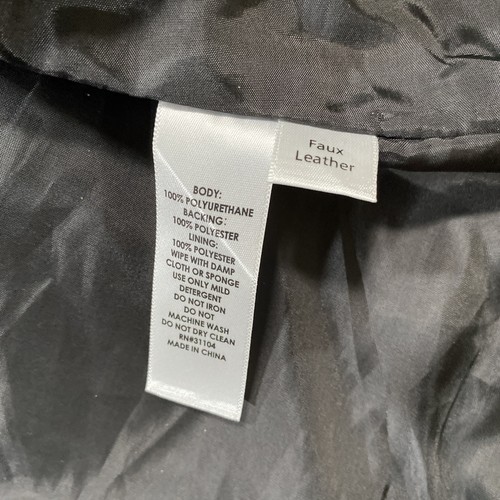 Faux
Leather
BODY:
100% POLYURETHANE
BACKING:
100% POLYESTER
LINING:
100% POLYESTER
WIPE WITH DAMP
CLOTH OR SPONGE
USE ONLY MILD
DETERGENT
DO NOT IRON
DO NOT
MACHINE WASH
DO NOT DRY CLEAN
RN#31104
MADE IN CHINA